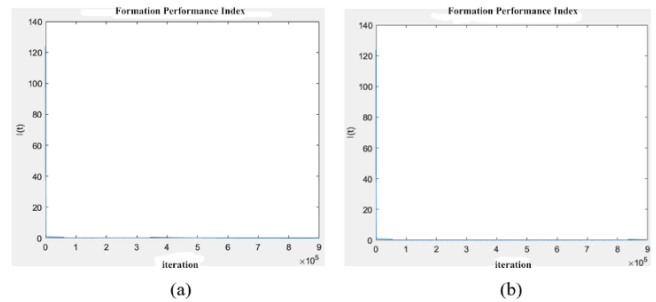 Formation Performance Index
140
120
100
80
60
40
20
0
I(t)
0 1 2 3 4 5 6 7 8 9
×10⁵
iteration
(a)
Formation Performance Index
140
120
100
80
60
40
20
0
I(t)
0 1 2 3 4 5 6 7 8 9
×10⁵
iteration
(b)